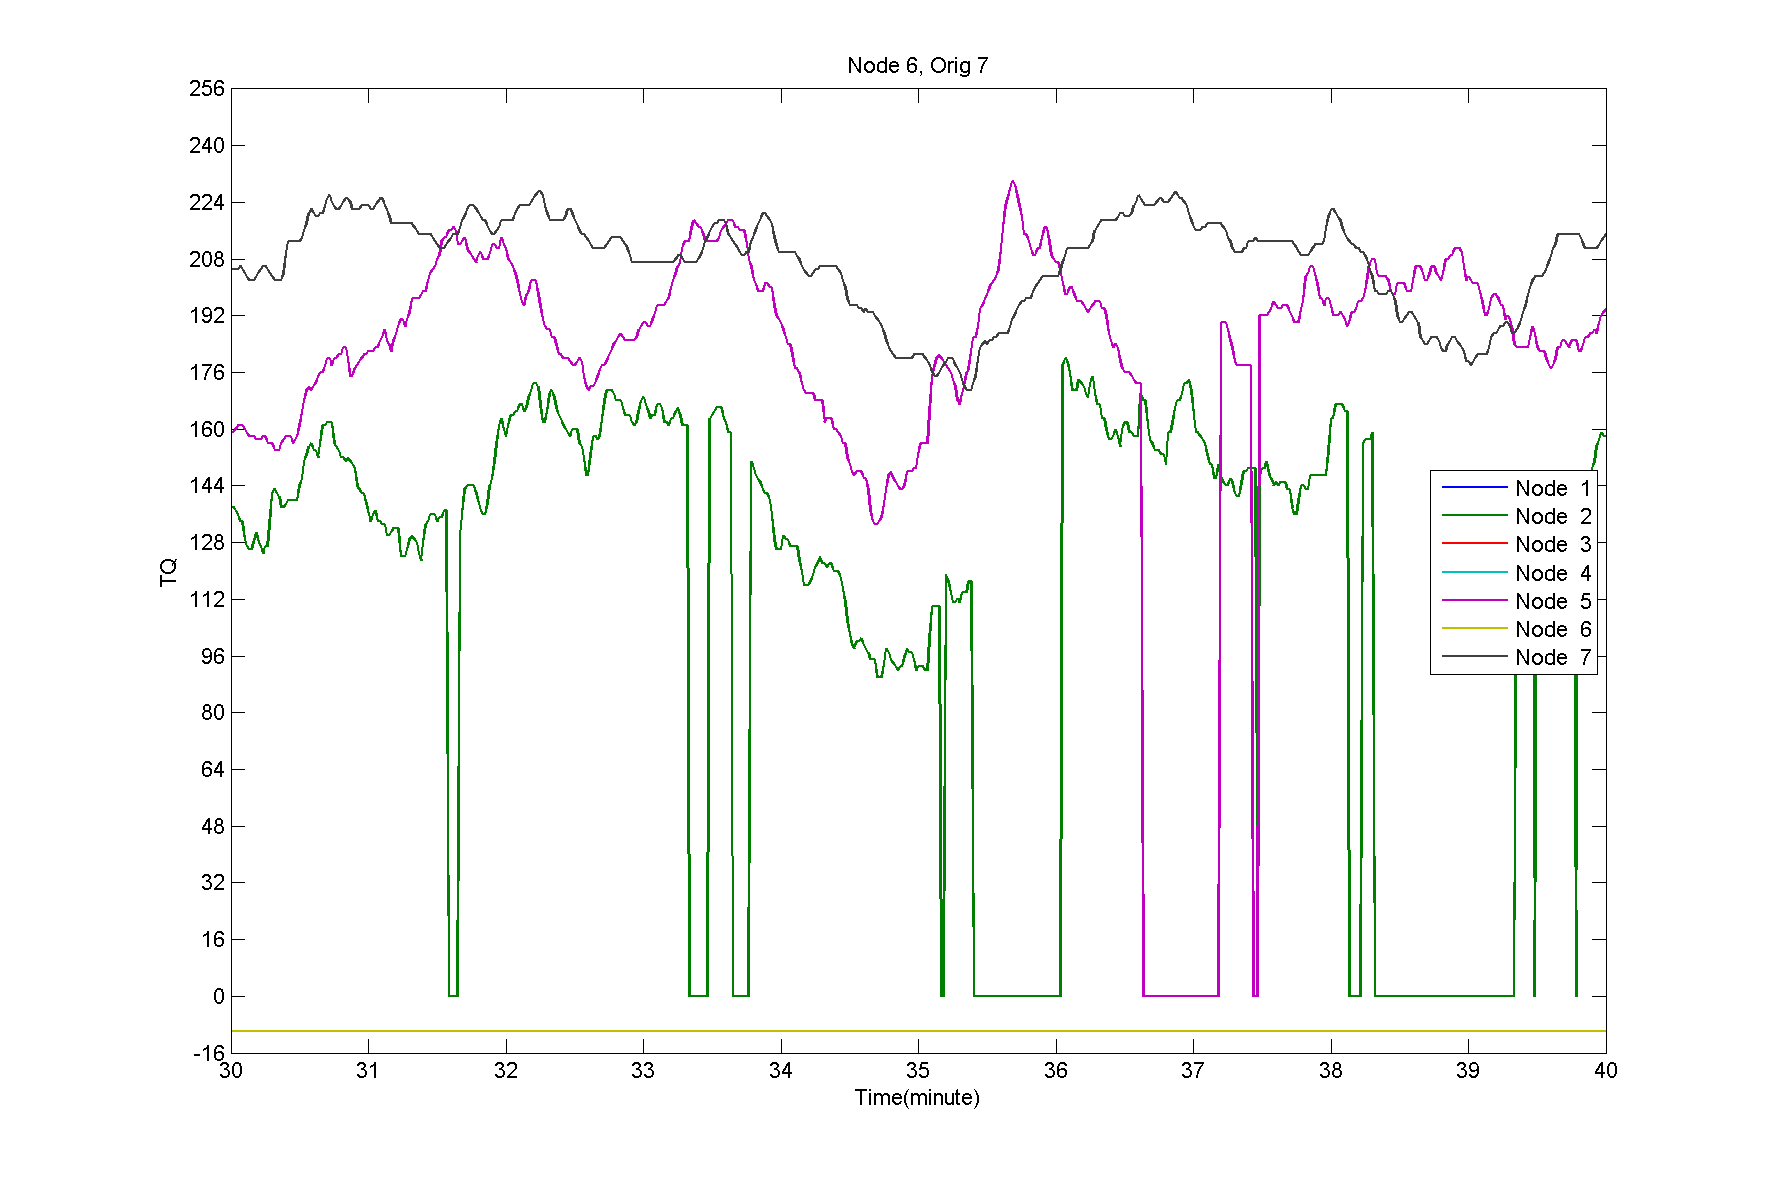 Node 6, Orig 7
256
240
224
208
192
176
160
144
128
112
96
80
64
48
32
16
0
-16
TQ
30 31 32 33 34 35 36 37 38 39 40
Time(minute)
Node 1
Node 2
Node 3
Node 4
Node 5
Node 6
Node 7